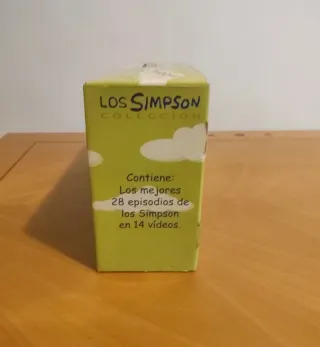 LOS SIMPSON
COLECCIÓN
Contiene:
Los mejores
28 episodios de
los Simpson
en 14 vídeos.